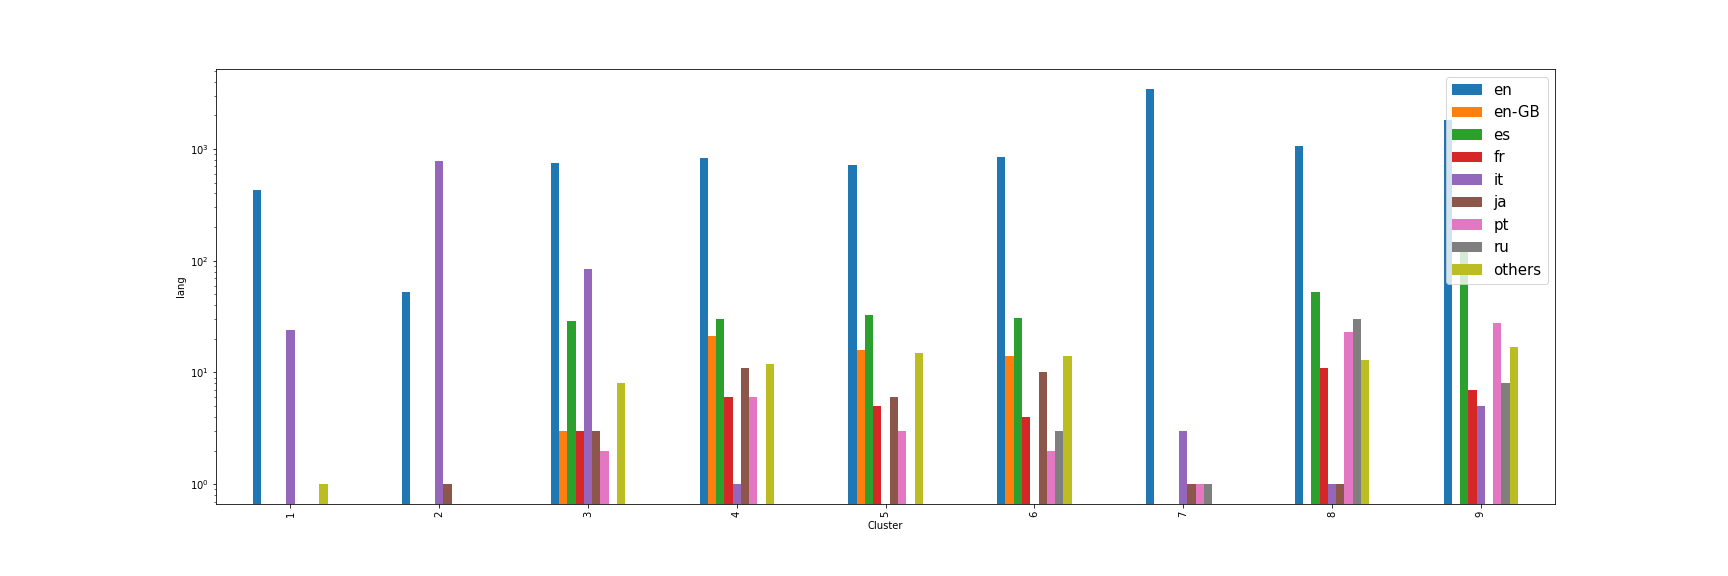 lang
10³
10²
10¹
10⁰
1 2 3 4 5 6 7 8 9
Cluster
en
en-GB
es
fr
it
ja
pt
ru
others